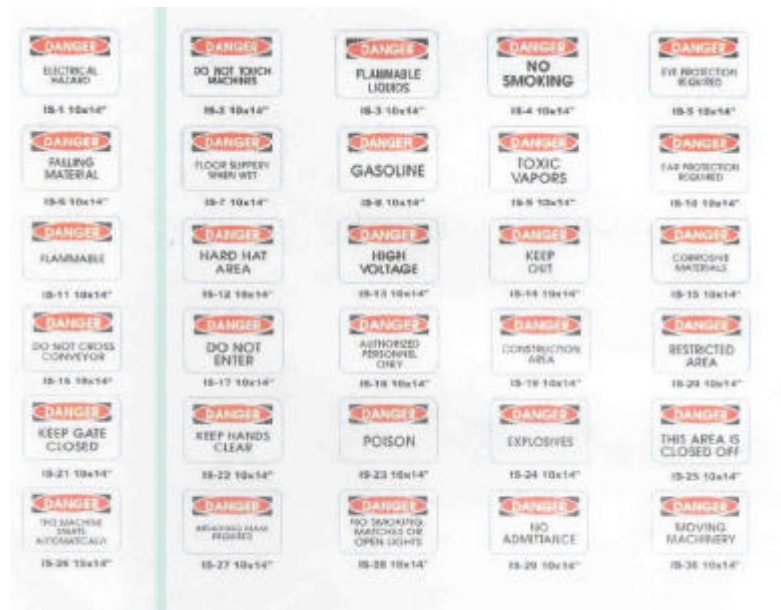 DANGER DANGER DANGER DANGER DANGER
ELECTRICAL HAZARD
DO NOT TOUCH MACHINES
FLAMMABLE LIQUIDS
NO SMOKING
EYE PROTECTION REQUIRED
IS-1 10x14" IS-2 10x14" IS-3 10x14" IS-4 10x14" IS-5 10x14"
DANGER DANGER DANGER DANGER DANGER
FALLING MATERIAL
FLOOR SLIPPERY WHEN WET
GASOLINE
TOXIC VAPORS
EAR PROTECTION REQUIRED
IS-6 10x14" IS-7 10x14" IS-8 10x14" IS-9 10x14" IS-10 10x14"
DANGER DANGER DANGER DANGER DANGER
FLAMMABLE
HARD HAT AREA
HIGH VOLTAGE
KEEP OUT
CORROSIVE MATERIALS
IS-11 10x14" IS-12 10x14" IS-13 10x14" IS-14 10x14" IS-15 10x14"
DANGER DANGER DANGER DANGER DANGER
DO NOT CROSS CONVEYOR
DO NOT ENTER
AUTHORIZED PERSONNEL ONLY
CONSTRUCTION AREA
RESTRICTED AREA
IS-16 10x14" IS-17 10x14" IS-18 10x14" IS-19 10x14" IS-20 10x14"
DANGER DANGER DANGER DANGER DANGER
KEEP GATE CLOSED
KEEP HANDS CLEAR
POISON
EXPLOSIVES
THIS AREA IS CLOSED OFF
IS-21 10x14" IS-22 10x14" IS-23 10x14" IS-24 10x14" IS-25 10x14"
DANGER DANGER DANGER DANGER DANGER
THIS MACHINE STARTS AUTOMATICALLY
REQUIRED
NO SMOKING, MATCHES OR OPEN LIGHTS
NO ADMITTANCE
MOVING MACHINERY
IS-26 10x14" IS-27 10x14" IS-28 10x14" IS-29 10x14" IS-30 10x14"